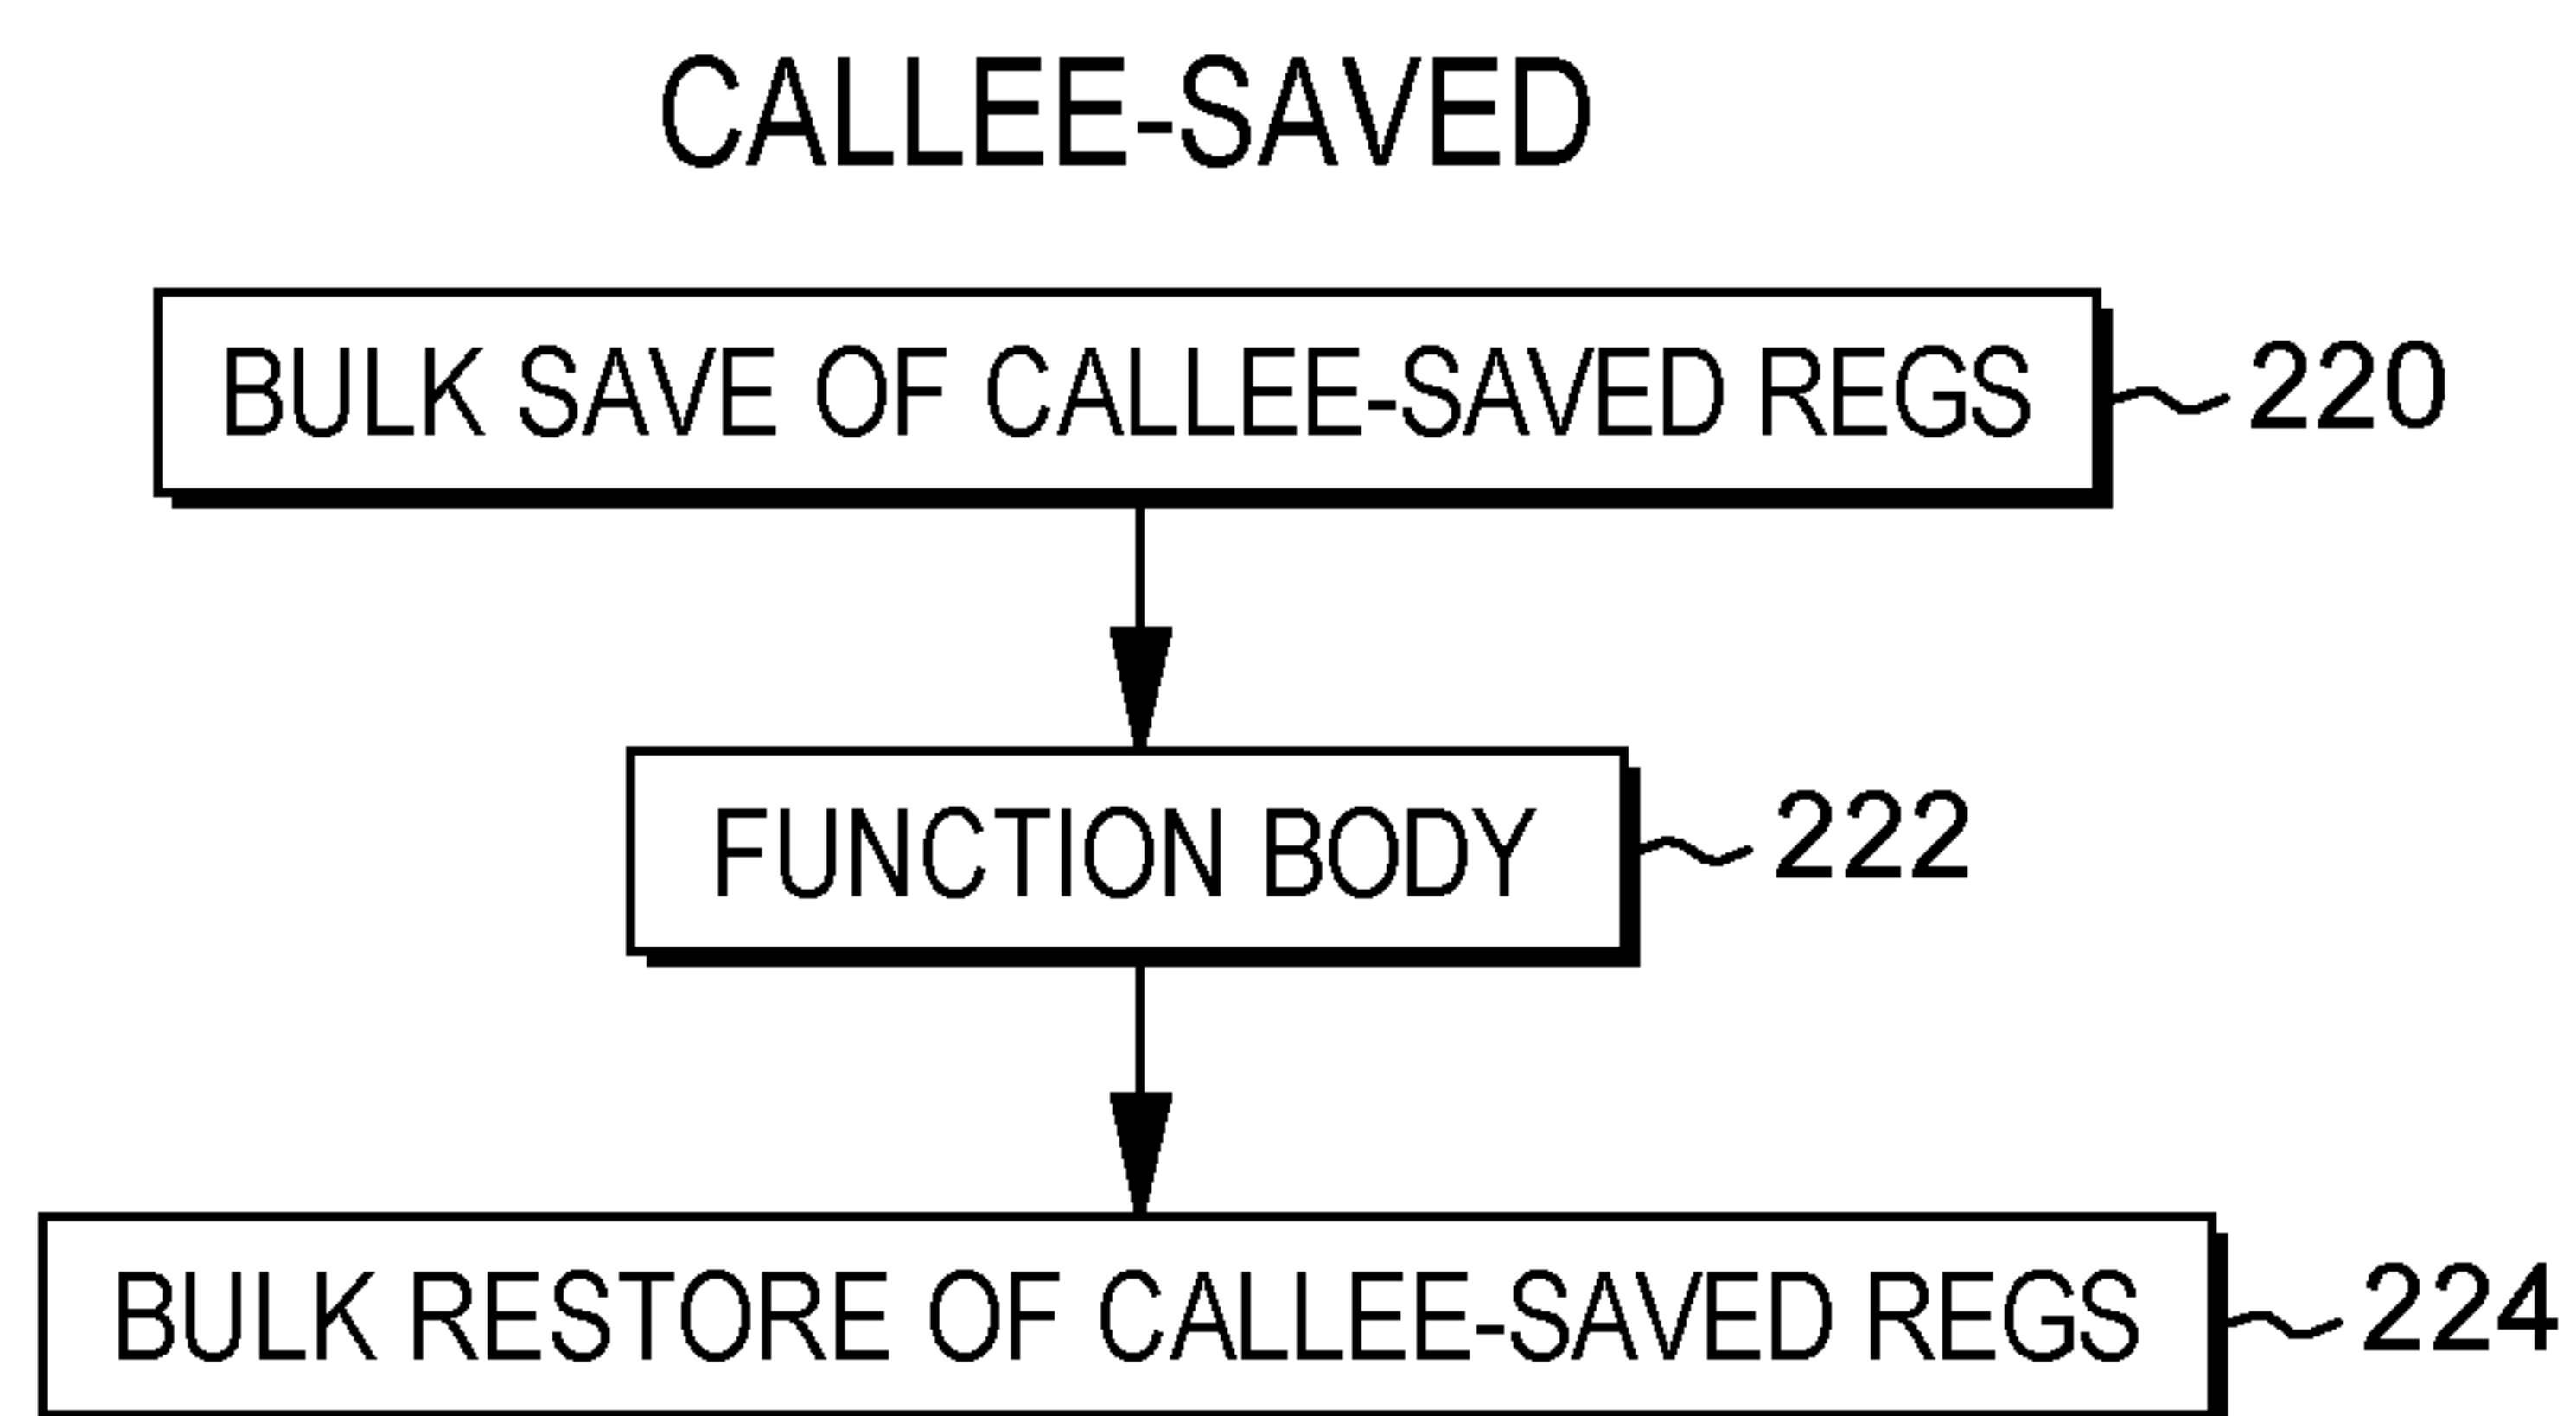 CALLEE-SAVED
BULK SAVE OF CALLEE-SAVED REGS 220
FUNCTION BODY 222
BULK RESTORE OF CALLEE-SAVED REGS 224